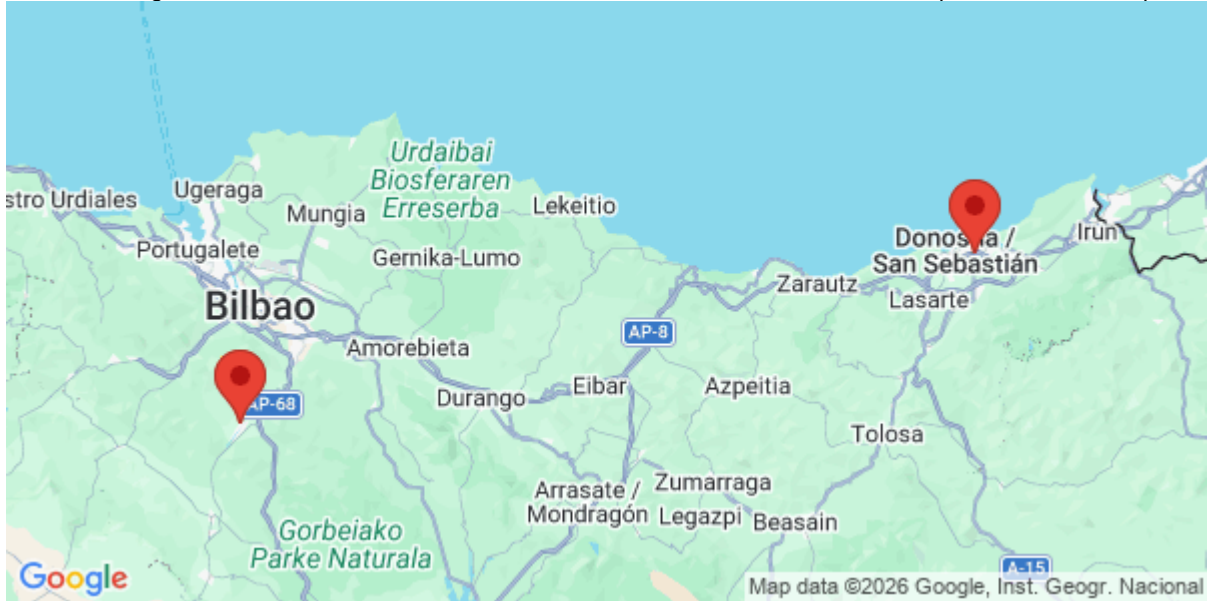 Urdaibai
Biosferaren
Erreserba
stro Urdiales
Ugeraga
Mungia
Lekeitio
Portugalete
Gernika-Lumo
Donostia /
San Sebastián
Irun
Zarautz
Lasarte
Bilbao
AP-8
Amorebieta
Durango
Eibar
Azpeitia
AP-68
Tolosa
Arrasate /
Mondragón
Zumarraga
Legazpi
Beasain
Gorbeiako
Parke Naturala
A-15
Google
Map data ©2026 Google, Inst. Geogr. Nacional